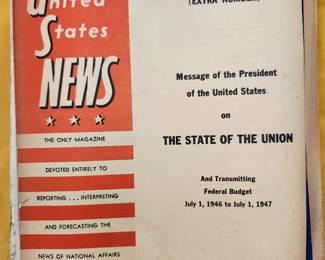 United
States
NEWS
THE ONLY MAGAZINE
DEVOTED ENTIRELY TO
REPORTING . . . INTERPRETING
AND FORECASTING THE
NEWS OF NATIONAL AFFAIRS
(EXTRA NUMBER)
Message of the President
of the United States
on
THE STATE OF THE UNION
And Transmitting
Federal Budget
July 1, 1946 to July 1, 1947